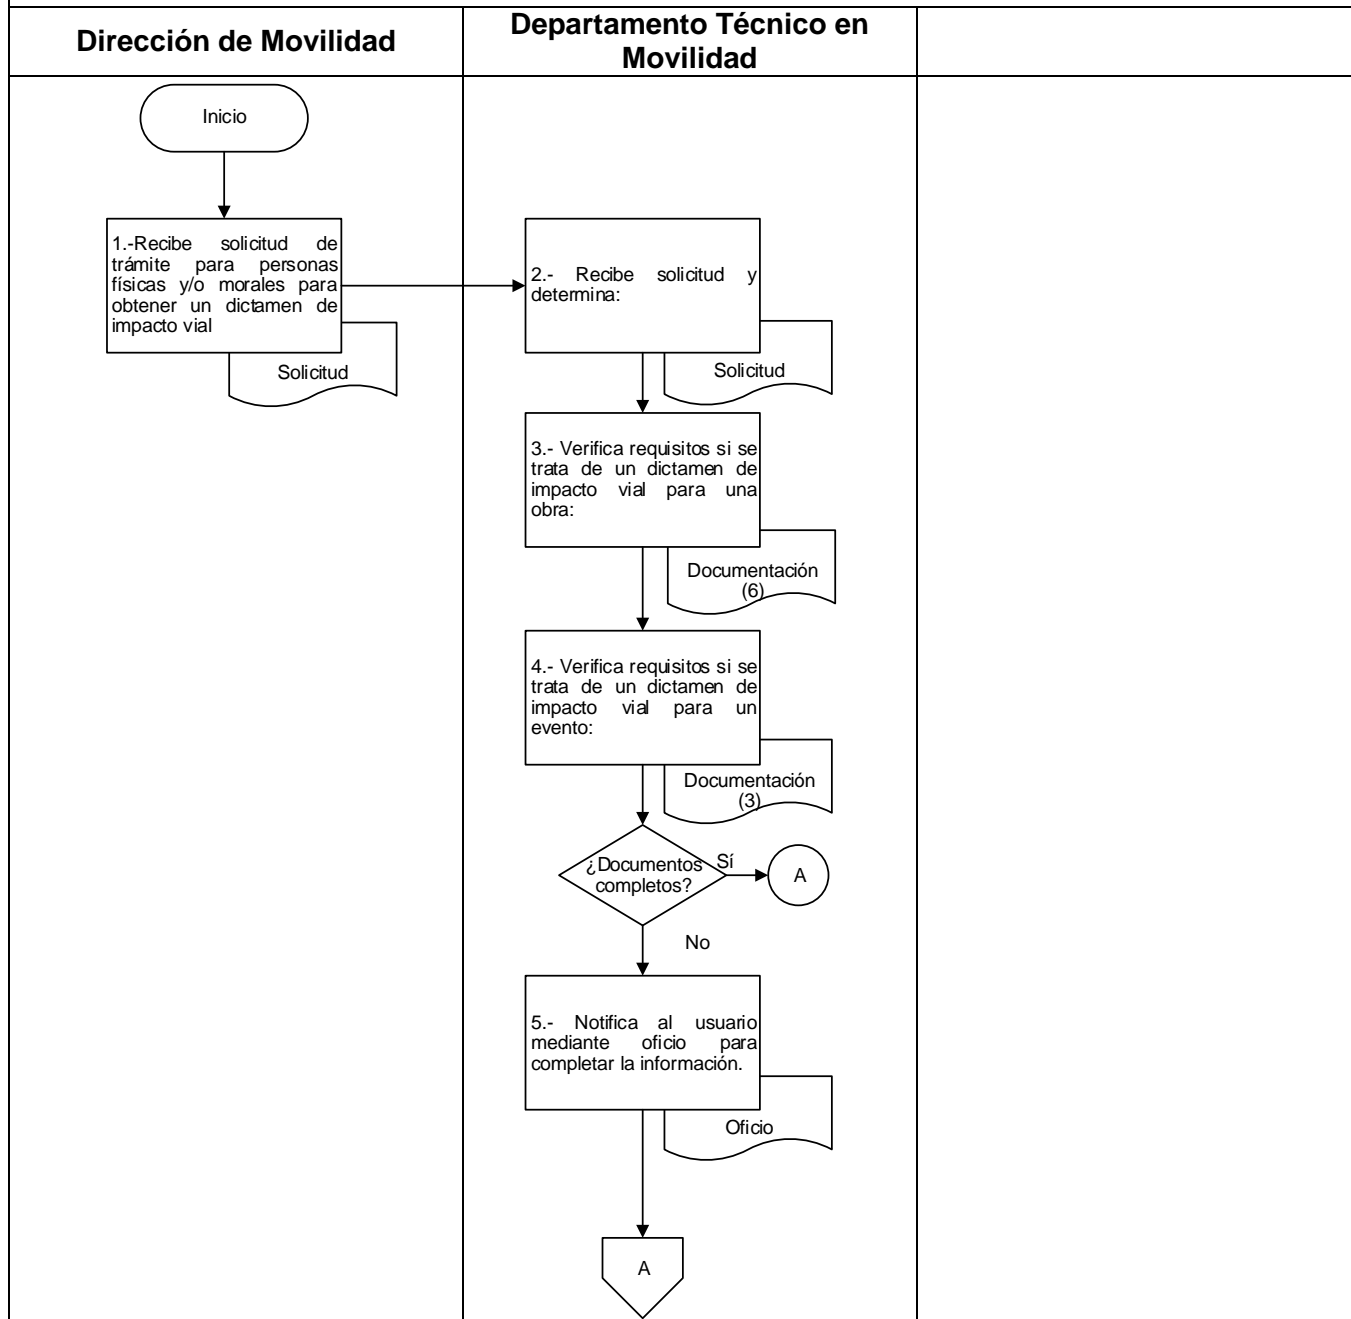 Dirección de Movilidad
Departamento Técnico en
Movilidad
Inicio
1.-Recibe solicitud de
trámite para personas
físicas y/o morales para
obtener un dictamen de
impacto vial
Solicitud
2.- Recibe solicitud y
determina:
Solicitud
3.- Verifica requisitos si se
trata de un dictamen de
impacto vial para una
obra:
Documentación
(6)
4.- Verifica requisitos si se
trata de un dictamen de
impacto vial para un
evento:
Documentación
(3)
¿Documentos
completos?
Sí
A
No
5.- Notifica al usuario
mediante oficio para
completar la información.
Oficio
A